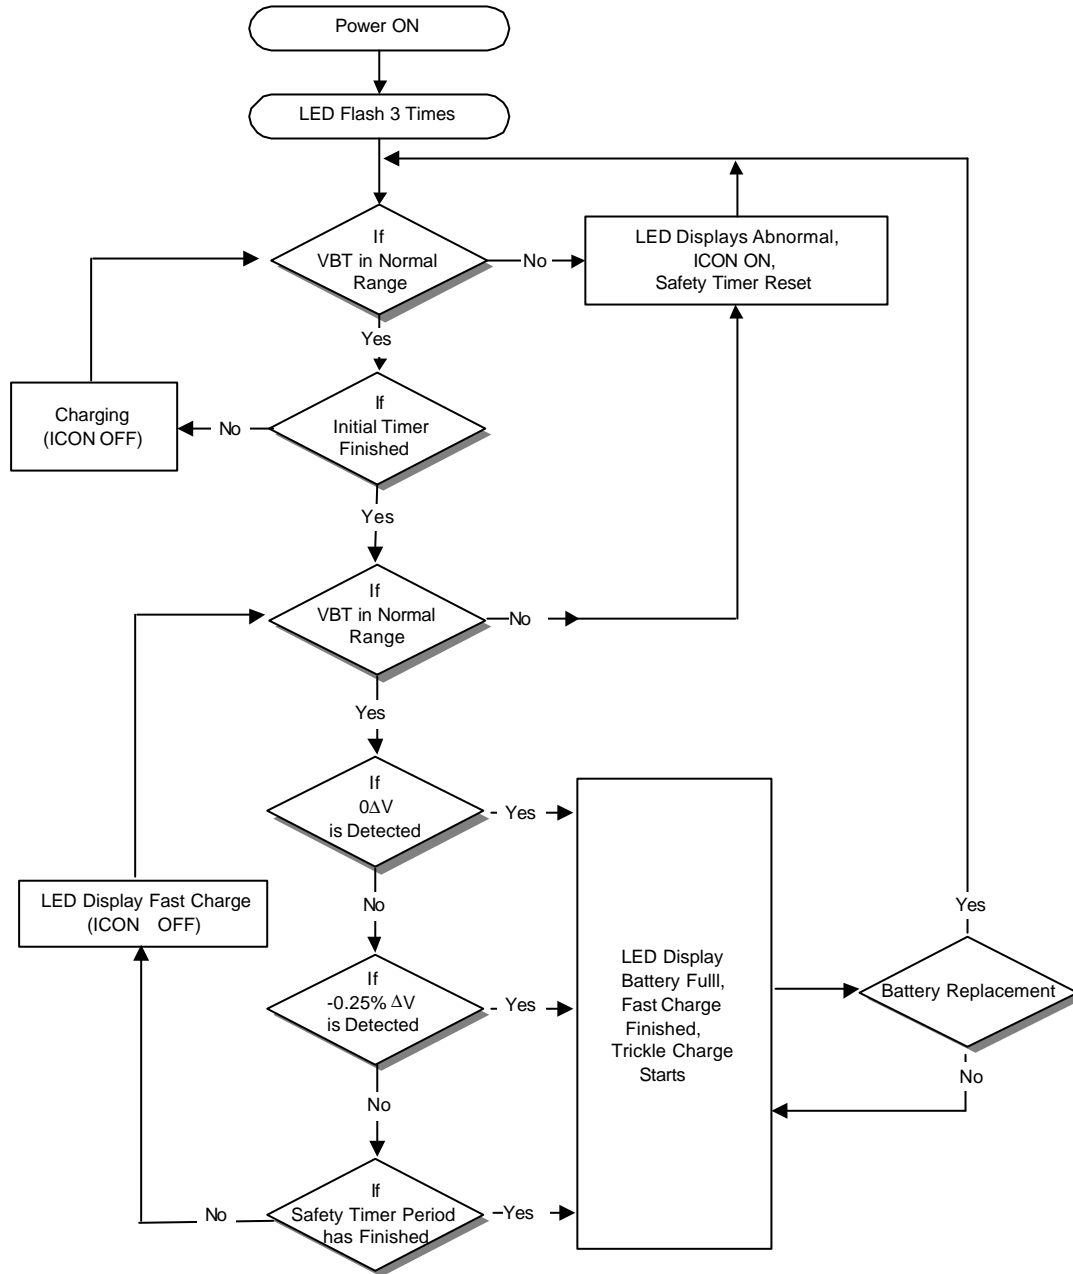 Power ON
LED Flash 3 Times
If
VBT in Normal
Range
No
LED Displays Abnormal,
ICON ON,
Safety Timer Reset
Yes
Charging
(ICON OFF)
No
If
Initial Timer
Finished
Yes
If
VBT in Normal
Range
No
Yes
If
0ΔV
is Detected
Yes
LED Display Fast Charge
(ICON OFF)
No
If
-0.25% ΔV
is Detected
Yes
LED Display
Battery Fulll,
Fast Charge
Finished,
Trickle Charge
Starts
Yes
Battery Replacement
No
No
If
Safety Timer Period
has Finished
No
Yes